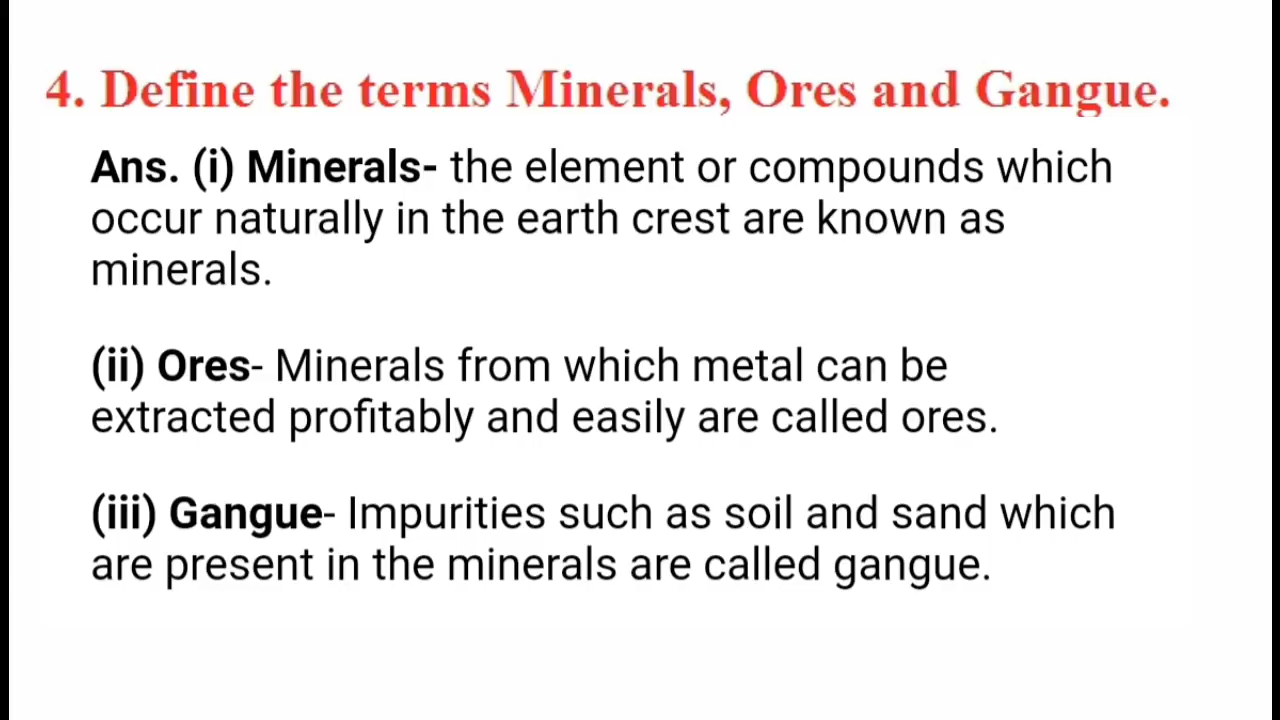 4. Define the terms Minerals, Ores and Gangue.
Ans. (i) Minerals- the element or compounds which
occur naturally in the earth crest are known as
minerals.
(ii) Ores- Minerals from which metal can be
extracted profitably and easily are called ores.
(iii) Gangue- Impurities such as soil and sand which
are present in the minerals are called gangue.